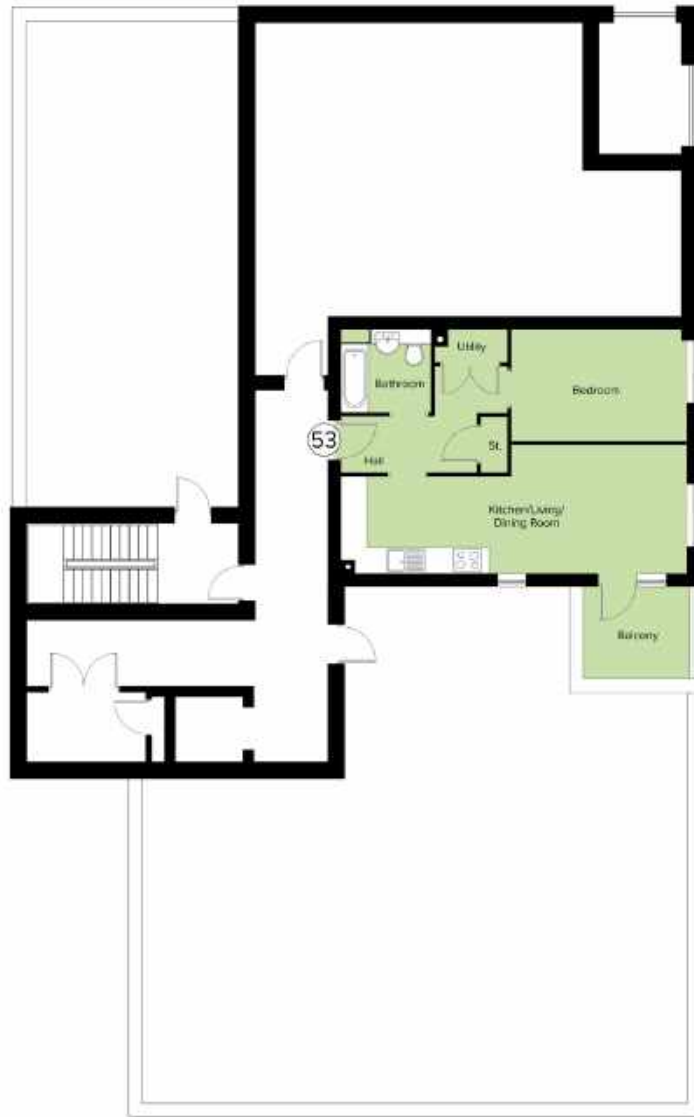 Utility
Bathroom
Bedroom
53
Hall
St.
Kitchen/Living/
Dining Room
Balcony